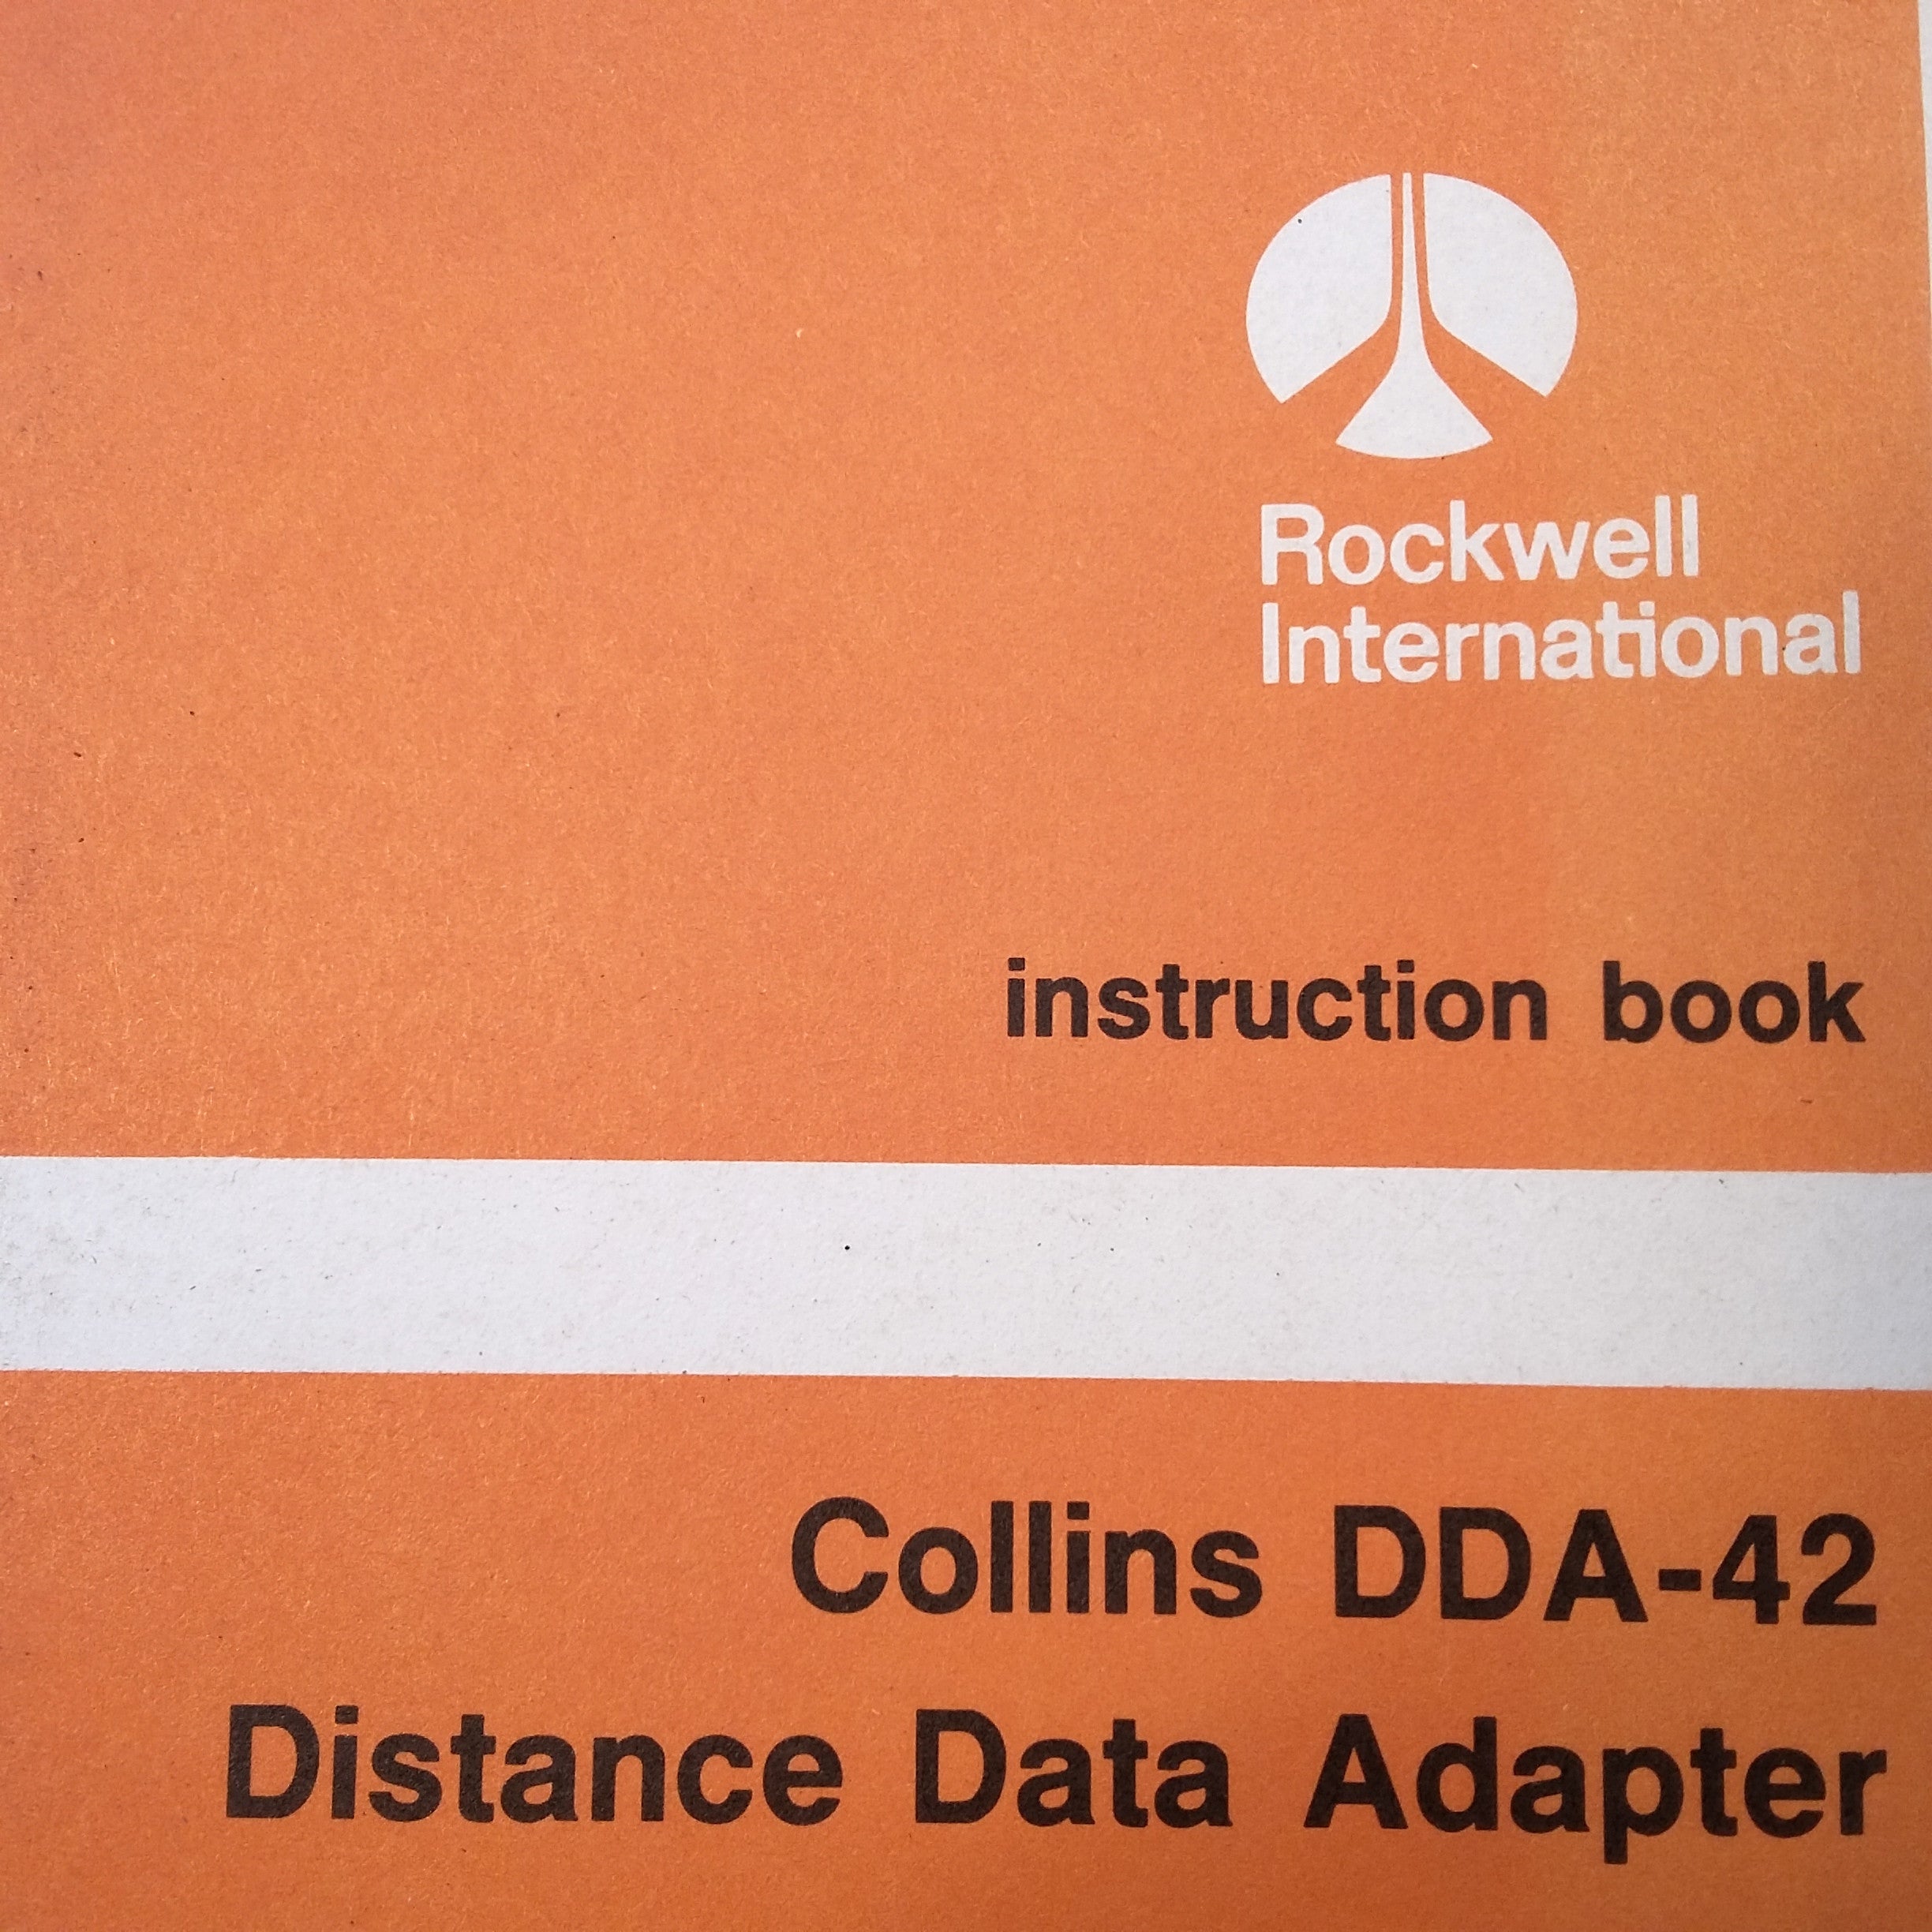 Rockwell
International
instruction book
Collins DDA-42
Distance Data Adapter